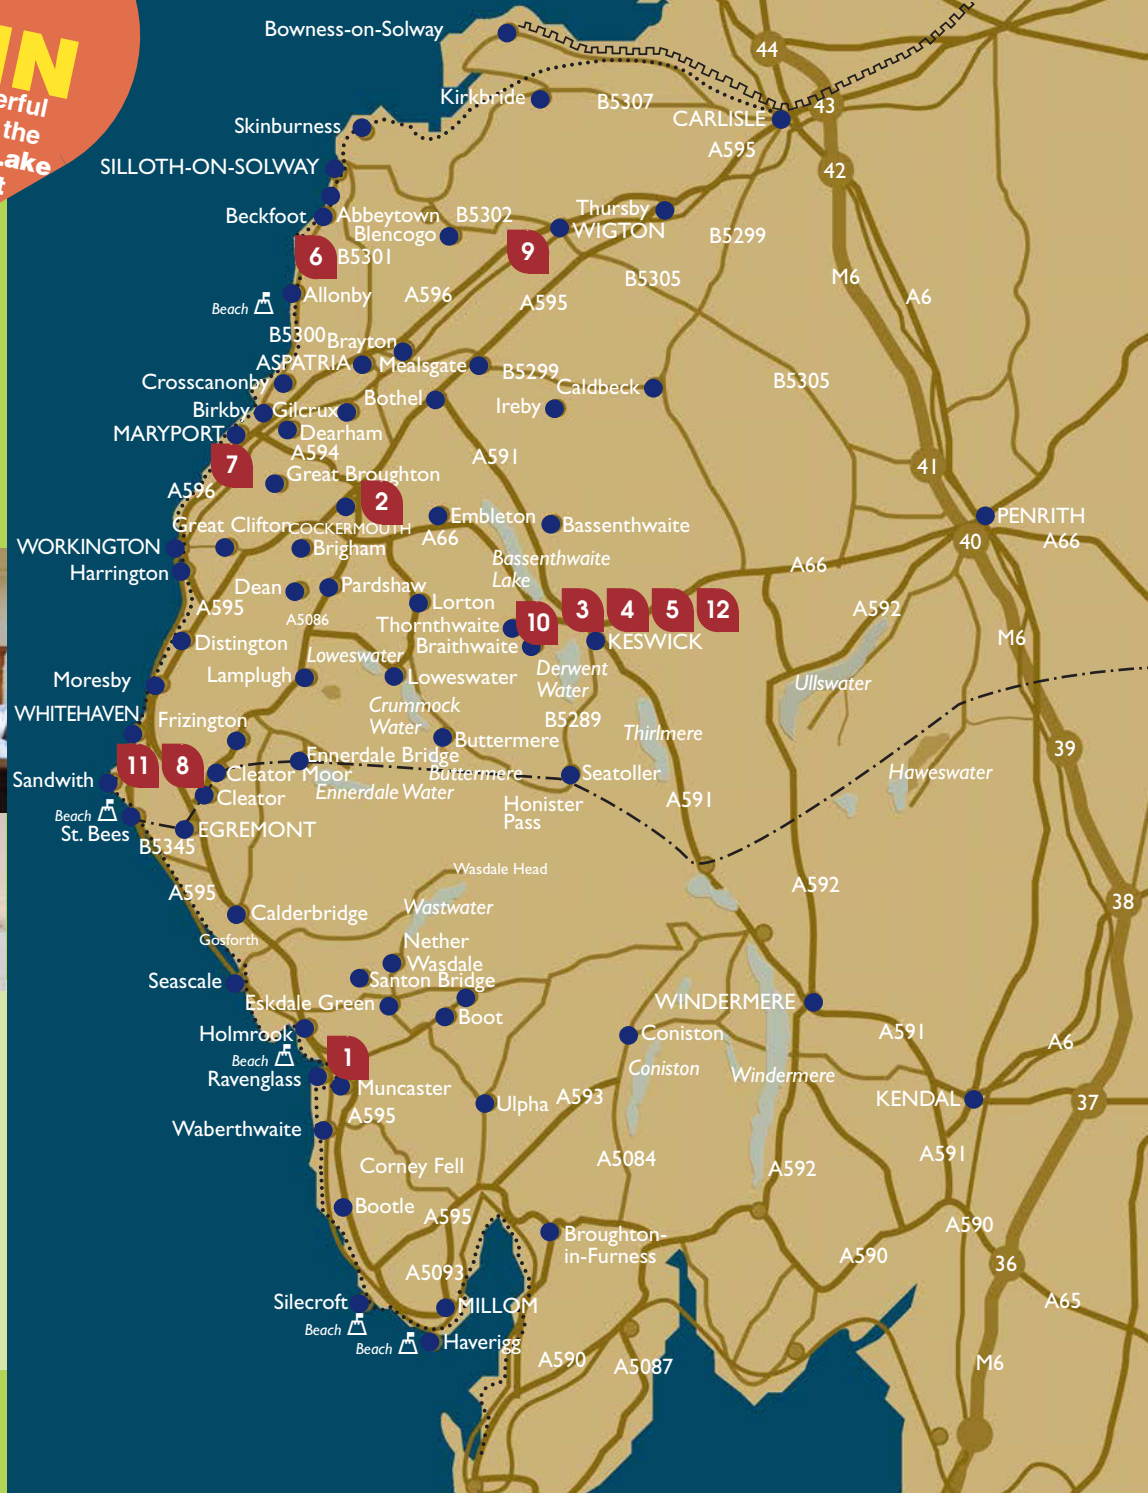 IN
erful
the
Lake
t
Bowness-on-Solway
44
Kirkbride
B5307
43
CARLISLE
Skinburness
A595
SILLOTH-ON-SOLWAY
42
Beckfoot
Abbeytown
B5302
Thursby
Blencogo
WIGTON
B5299
6
B5301
9
B5305
M6
Beach
Allonby
A596
A595
A6
B5300
Brayton
ASPATRIA
Mealsgate
B5299
Crosscanonby
Caldbeck
B5305
Birkby
Gilcrux
Bothel
Ireby
MARYPORT
Dearham
A594
A591
7
Great Broughton
41
A596
2
Great Clifton
COCKERMOUTH
Embleton
Bassenthwaite
PENRITH
WORKINGTON
Brigham
A66
40
A66
Harrington
Bassenthwaite
Lake
A66
Dean
Pardshaw
A595
A5086
Lorton
3
4
5
12
A592
Thornthwaite
10
Distington
Braithwaite
KESWICK
M6
Loweswater
Moresby
Lamplugh
Loweswater
Derwent
Water
Ullswater
WHITEHAVEN
Frizington
Crummock
Water
B5289
Thirlmere
Buttermere
39
11
8
Ennerdale Bridge
Sandwith
Cleator Moor
Buttermere
Seatoller
Haweswater
Cleator
Ennerdale Water
Honister
Pass
A591
Beach
St. Bees
EGREMONT
B5345
Wasdale Head
A592
A595
38
Calderbridge
Wastwater
Gosforth
Nether
Wasdale
Seascale
Santon Bridge
Eskdale Green
WINDERMERE
Boot
Holmrook
Coniston
A591
Beach
1
A6
Ravenglass
Coniston
Windermere
Muncaster
A593
KENDAL
Ulpha
37
A595
Waberthwaite
A5084
A591
Corney Fell
A592
Bootle
A595
A590
Broughton-
in-Furness
A590
36
A5093
Silecroft
MILLOM
A65
Beach
Beach
Haverigg
A590
A5087
M6